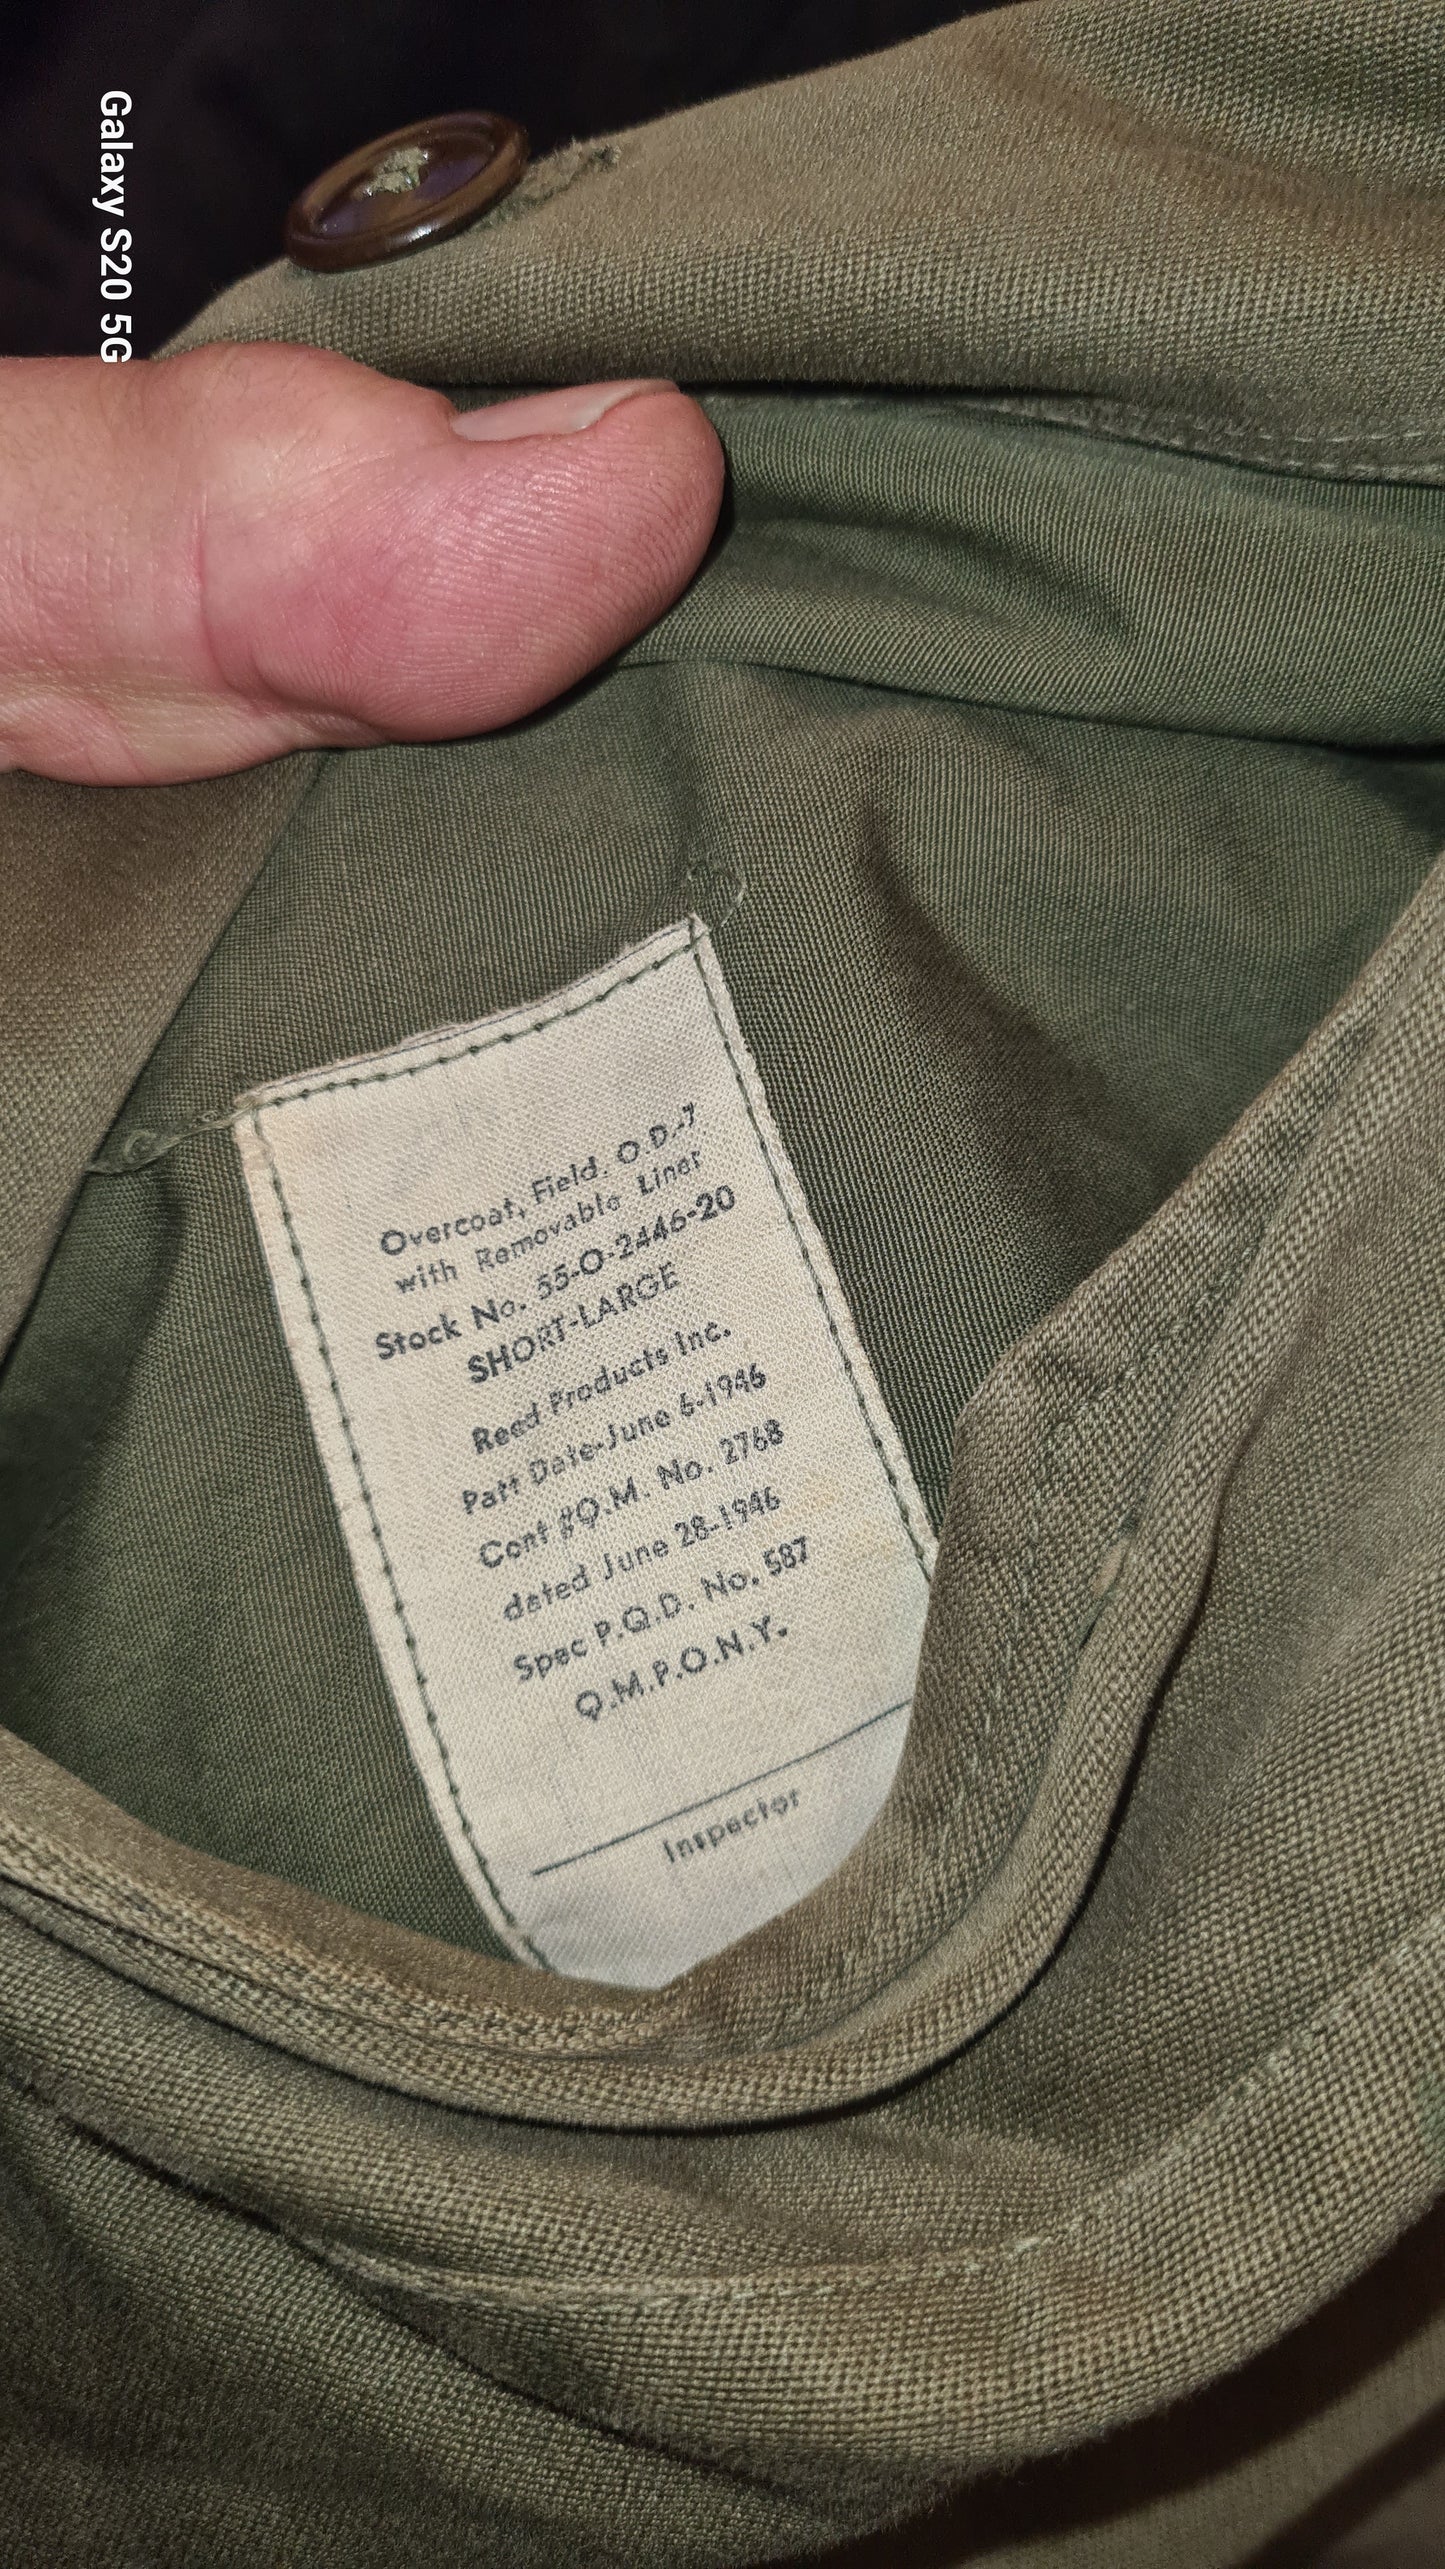 Galaxy S20 5G
Overcoat, Field. O.D.-7
with Removable Liner
Stock No. 55-O-2446-20
SHORT-LARGE
Reed Products Inc.
Patt Date-June 6-1946
Cont #Q.M. No. 2768
dated June 28-1946
Spec P.Q.D. No. 587
Q.M.P.O.N.Y.
Inspector